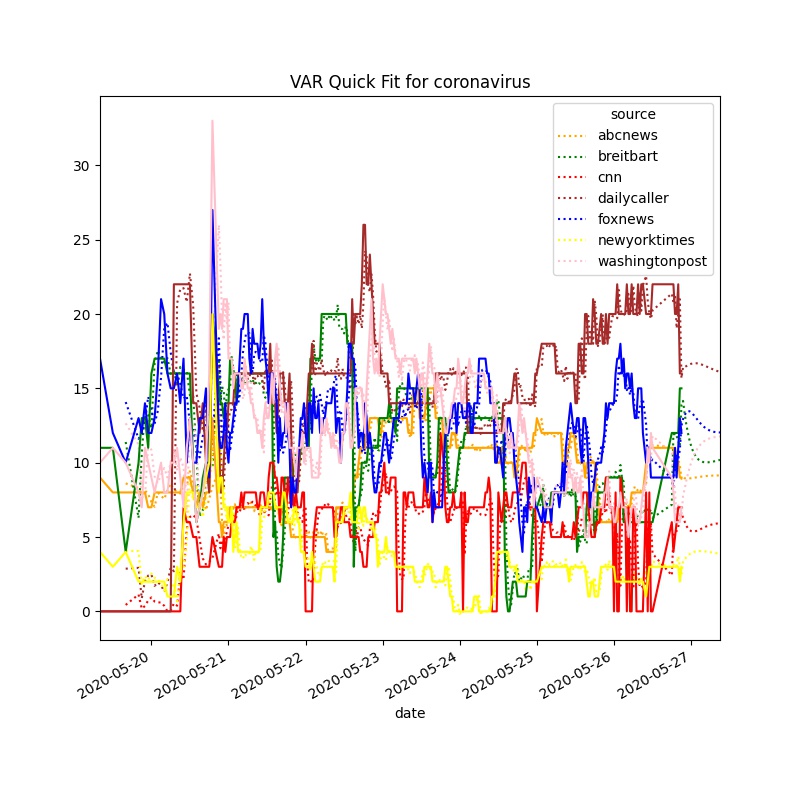 VAR Quick Fit for coronavirus
source
abcnews
breitbart
cnn
dailycaller
foxnews
newyorktimes
washingtonpost
30
25
20
15
10
5
0
2020-05-20
2020-05-21
2020-05-22
2020-05-23
2020-05-24
2020-05-25
2020-05-26
2020-05-27
date